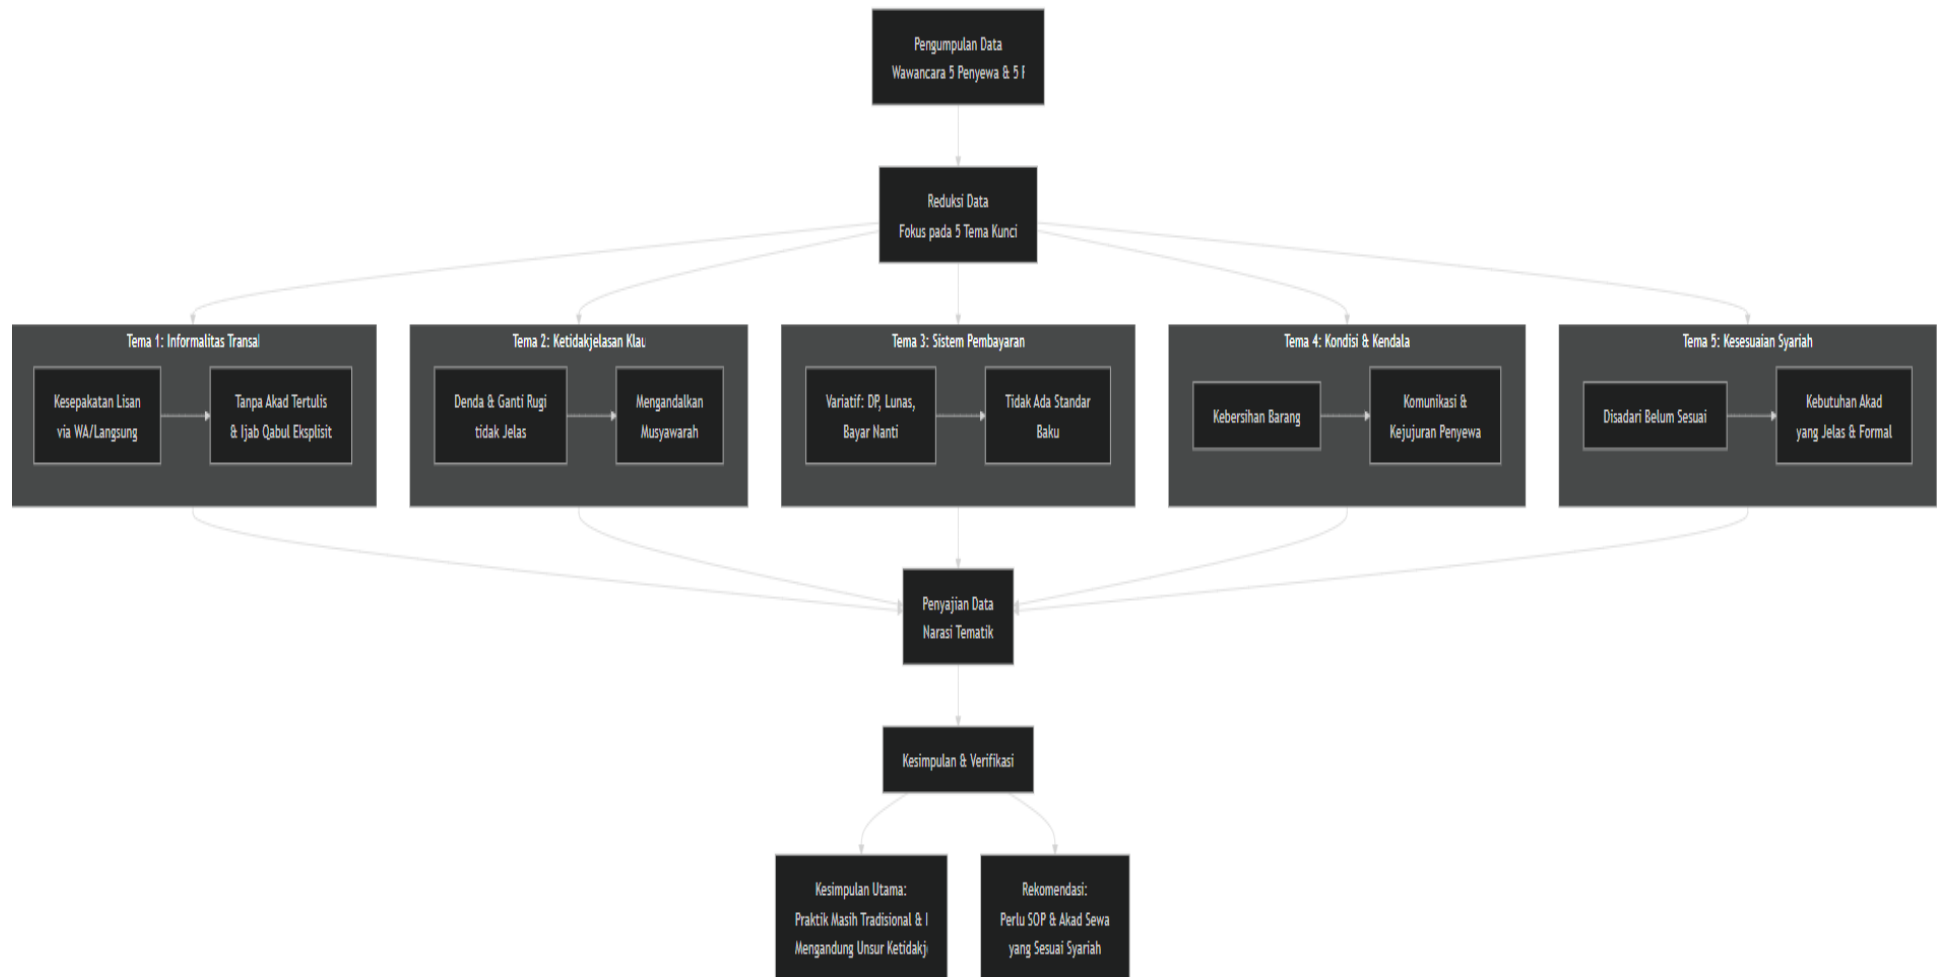 Pengumpulan Data
Wawancara 5 Penyewa & 5
Reduksi Data
Fokus pada 5 Tema Kunci
Tema 1: Informalitas
Kesepakatan Lisan
via WA/Langsung
Tanpa Akad Tertulis
& Ijab Qabul Eksplisit
Tema 2: Ketidakjelasan
Denda & Ganti Rugi
tidak Jelas
Mengandalkan
Musyawarah
Tema 3: Sistem Pembayaran
Variatif: DP, Lunas,
Bayar Nanti
Tidak Ada Standar
Baku
Tema 4: Kondisi & Kendala
Kebersihan Barang
Komunikasi &
Kejujuran Penyewa
Tema 5: Kesesuaian Syariah
Disadari Belum Sesuai
Kebutuhan Akad
yang Jelas & Formal
Penyajian Data
Narasi Tematik
Kesimpulan & Verifikasi
Kesimpulan Utama:
Praktik Masih Tradisional &
Mengandung Unsur
Rekomendasi:
Perlu SOP & Akad Sewa
yang Sesuai Syariah